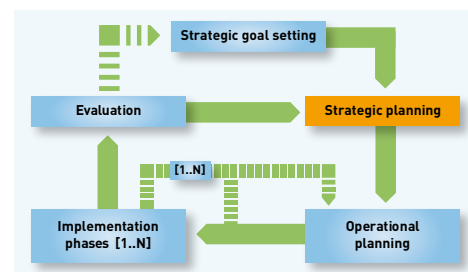 Strategic goal setting
Evaluation
Strategic planning
[1..N]
Implementation
phases [1..N]
Operational
planning